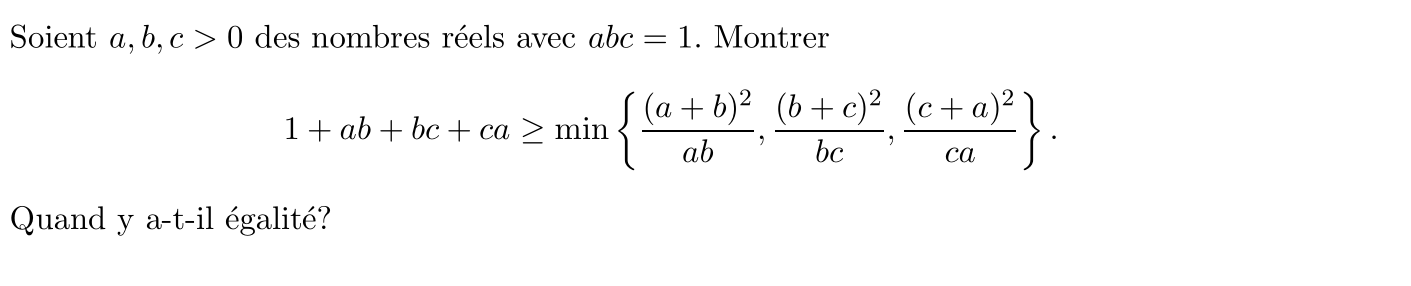 Soient a, b, c > 0 des nombres réels avec abc = 1. Montrer
1 + ab + bc + ca ≥ min { (a + b)²/ab , (b + c)²/bc , (c + a)²/ca } .
Quand y a-t-il égalité?